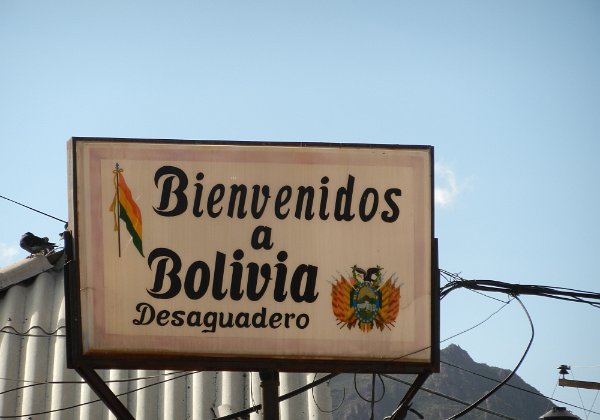 Bienvenidos
a
Bolivia
Desaguadero